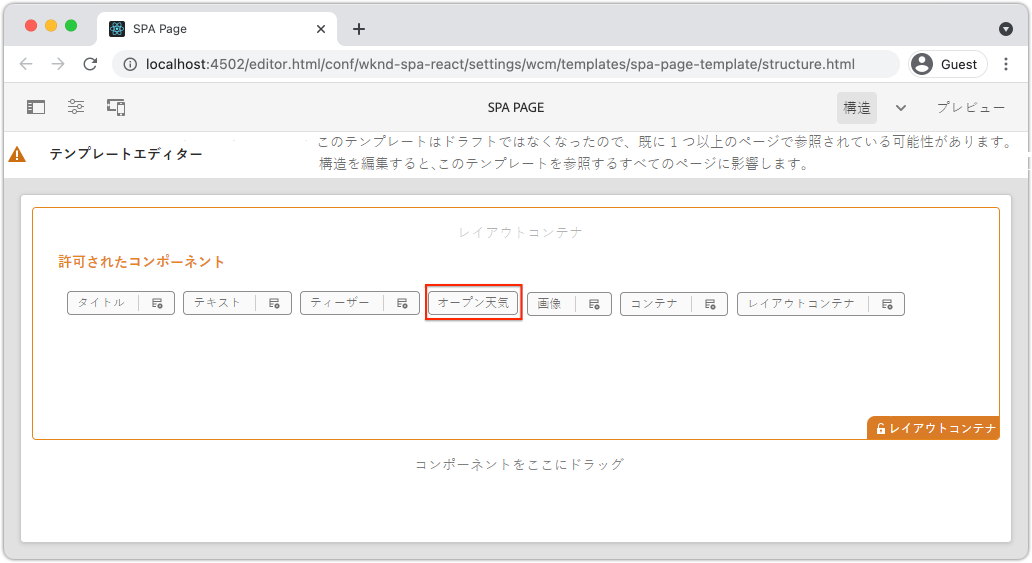 SPA Page
localhost:4502/editor.html/conf/wknd-spa-react/settings/wcm/templates/spa-page-template/structure.html
Guest
SPA PAGE
構造
プレビュー
テンプレートエディター
このテンプレートはドラフトではなくなったので、既に 1 つ以上のページで参照されている可能性があります。
構造を編集すると、このテンプレートを参照するすべてのページに影響します。
レイアウトコンテナ
許可されたコンポーネント
タイトル
テキスト
ティーザー
オープン天気
画像
コンテナ
レイアウトコンテナ
レイアウトコンテナ
コンポーネントをここにドラッグ